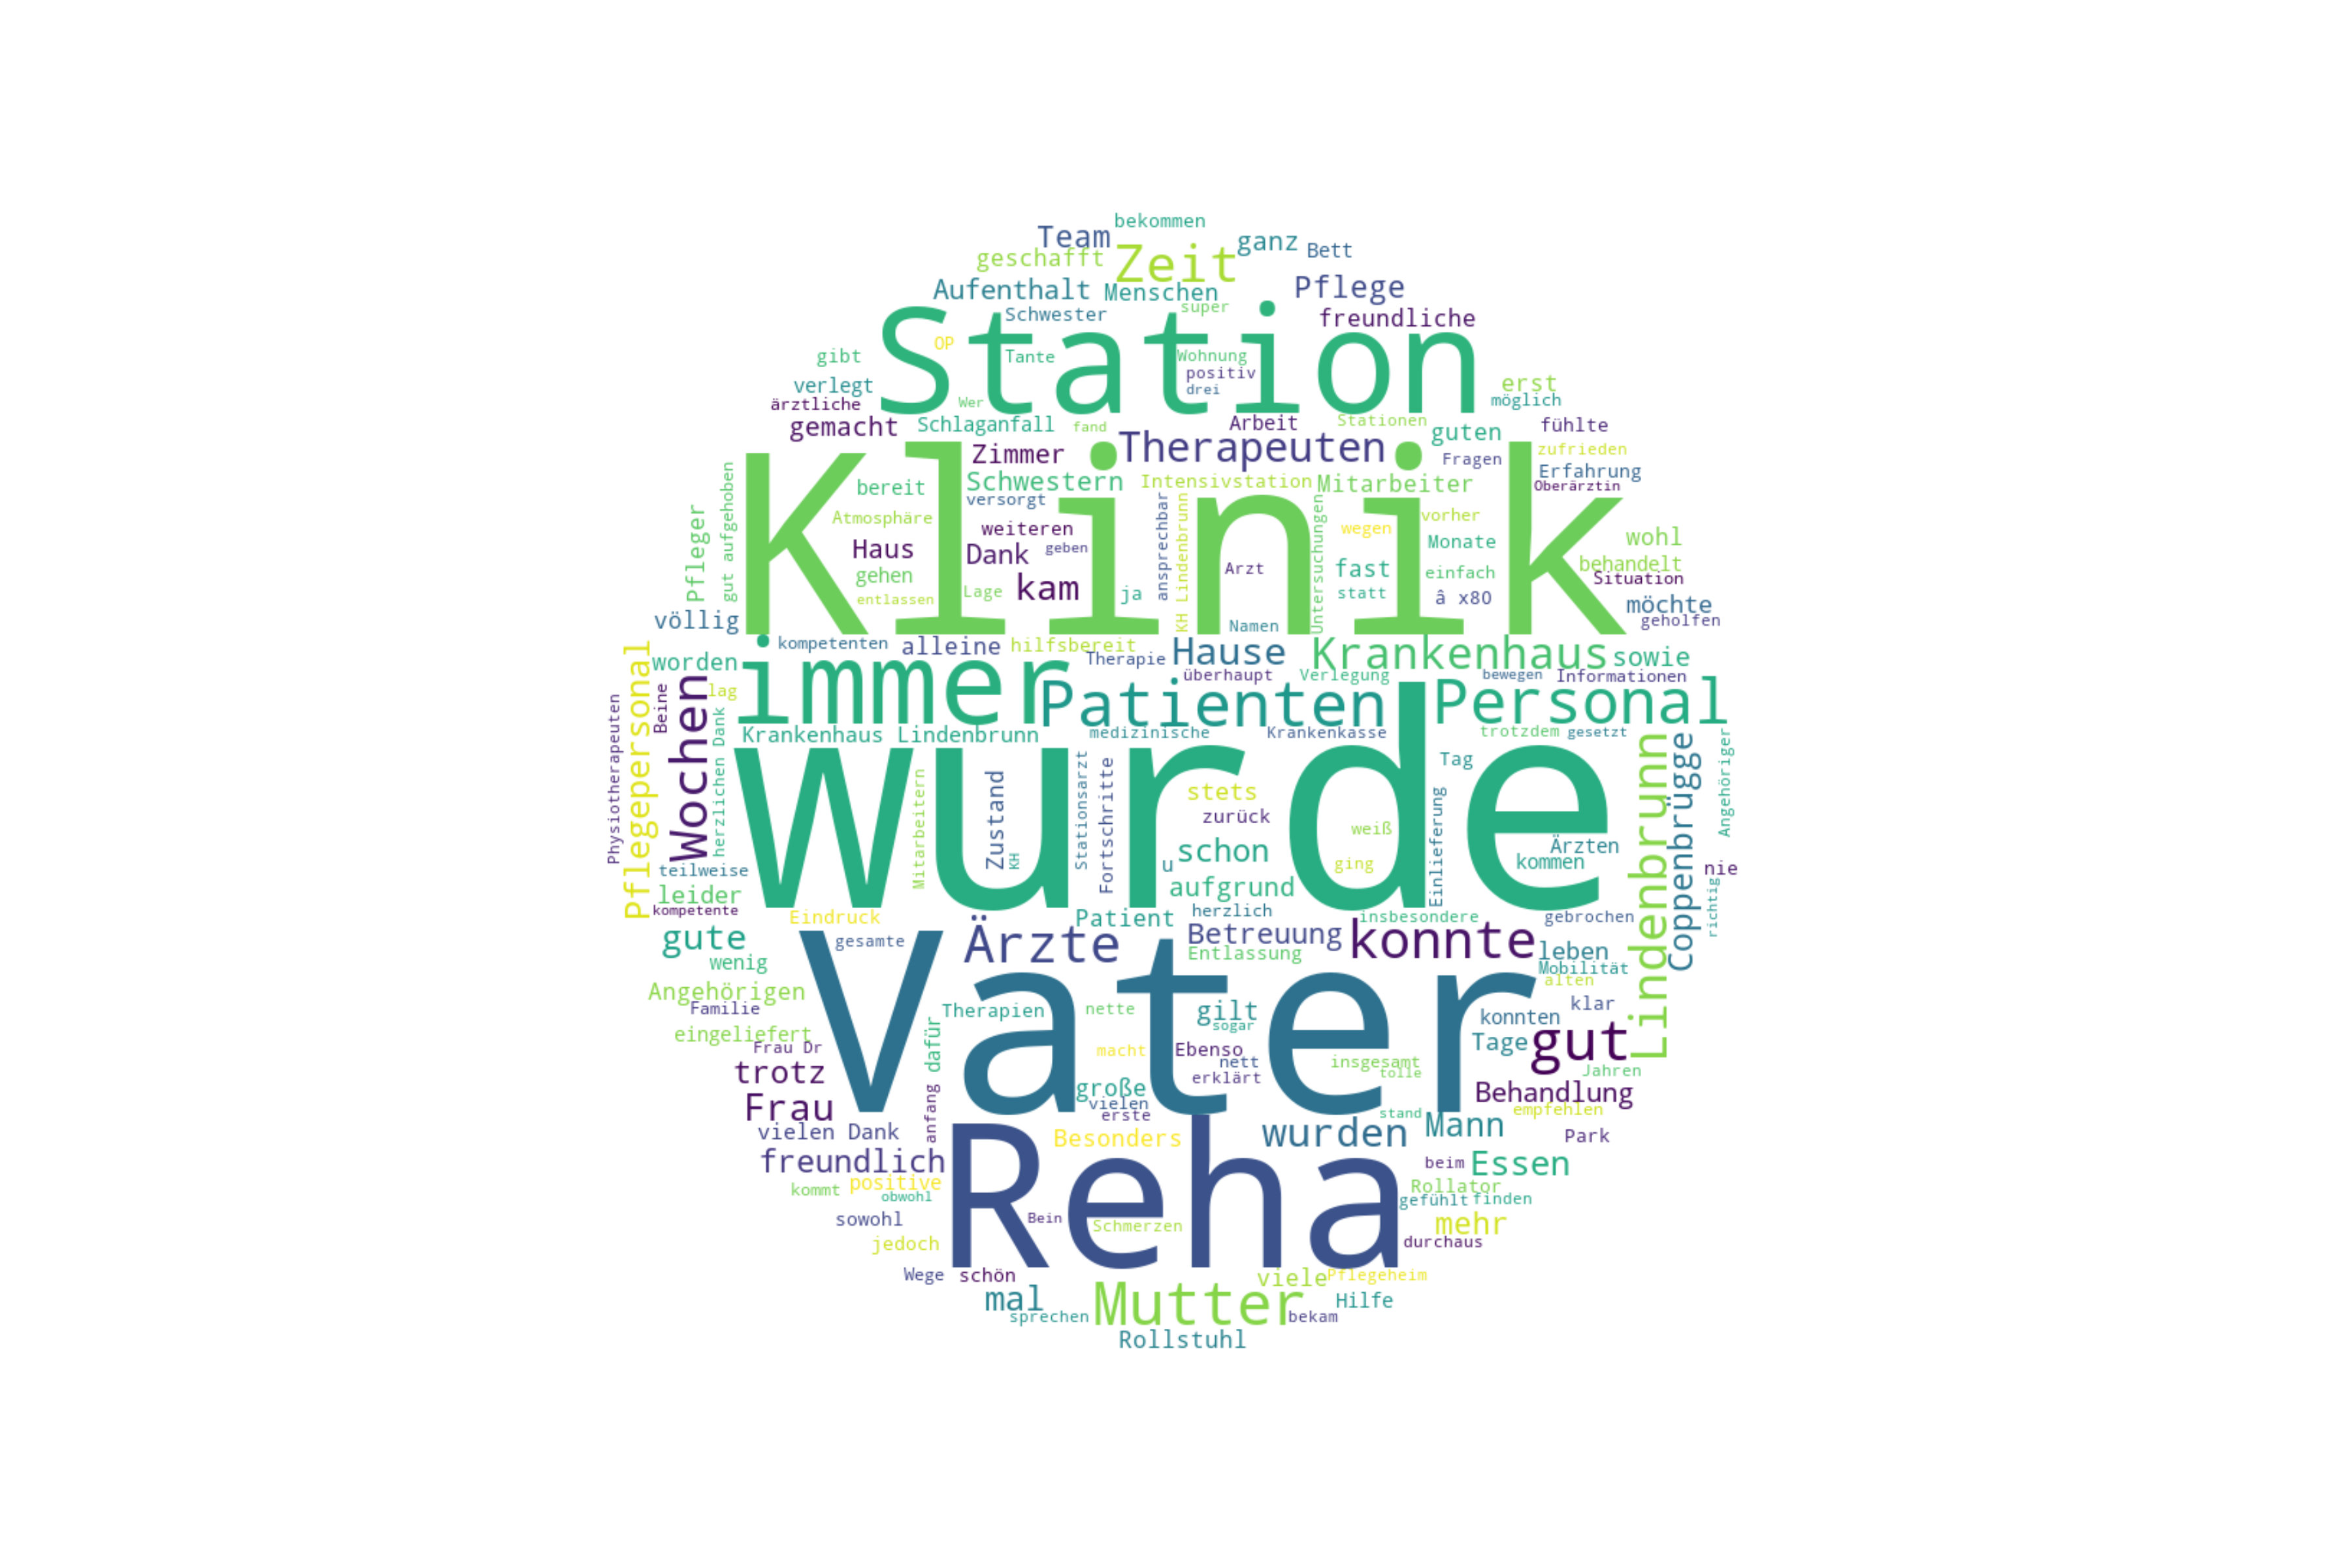 bekommen
Team
ganz
Bett
geschafft
Zeit
Aufenthalt
Menschen
Pflege
Schwester
super
freundliche
Station
OP
gibt
Tante
Wohnung
positiv
verlegt
drei
erst
ärztliche
Wer
möglich
gemacht
Schlaganfall
fand
Arbeit
Stationen
guten
fühlte
Therapeuten
Zimmer
Fragen
zufrieden
Erfahrung
Schwestern
Intensivstation
Mitarbeiter
Oberärztin
bereit
versorgt
Klinik
Atmosphäre
weiteren
wegen
vorher
wohl
Pfleger
gut aufgehoben
ansprechbar
KH Lindenbrunn
Untersuchungen
Haus
Dank
geben
Monate
behandelt
gehen
Arzt
fast
einfach
Situation
entlassen
Lage
kam
ja
statt
â x80
möchte
völlig
Namen
geholfen
kompetenten
alleine
hilfsbereit
Therapie
Hause
Krankenhaus
sowie
worden
immer
überhaupt
Verlegung
bewegen
Informationen
lag
Patienten
Personal
Pflegepersonal
Beine
Wochen
Physiotherapeuten
herzlichen Dank
Krankenhaus Lindenbrunn
medizinische
Krankenkasse
trotzdem
gesetzt
wurde
Mitarbeitern
Zustand
KH
Stationsarzt
Fortschritte
stets
zurück
Tag
Lindenbrunn
Coppenbrügge
Angehöriger
weiß
Einlieferung
Ärzten
schon
u
ging
kommen
nie
teilweise
leider
aufgrund
richtig
kompetente
Eindruck
Patient
herzlich
insbesondere
gebrochen
gute
gesamte
Ärzte
Betreuung
konnte
leben
wenig
Entlassung
Mobilität
Vater
Angehörigen
alten
Familie
Therapien
nette
gilt
klar
sogar
konnten
eingeliefert
dafür
Frau Dr
macht
Ebenso
Tage
gut
nett
insgesamt
trotz
erklärt
tolle
Jahren
anfang
große
Behandlung
Frau
vielen
erste
stand
empfehlen
vielen Dank
Besonders
wurden
Mann
Park
freundlich
Reha
beim
Essen
kommt
positive
obwohl
Rollator
gefühlt
finden
sowohl
Bein
Schmerzen
mehr
jedoch
durchaus
Wege
schön
viele
Pflegeheim
mal
Mutter
Hilfe
sprechen
bekam
Rollstuhl